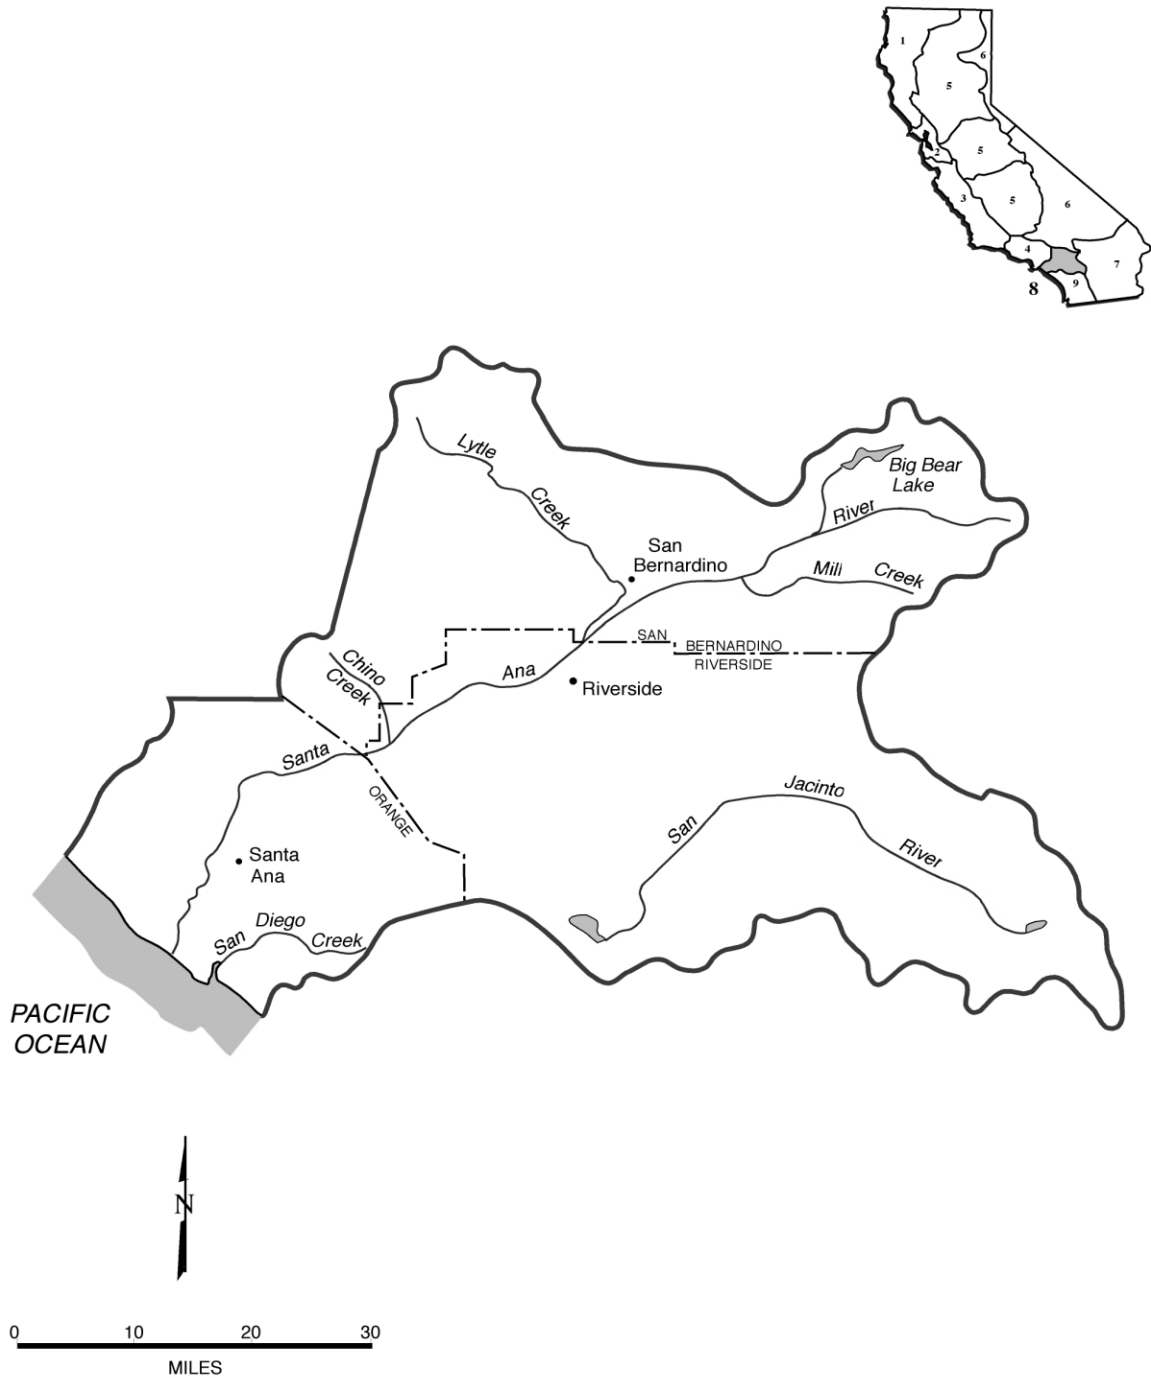 1
6
5
2
5
3
5
6
4
7
9
8
Lytle
Creek
Big Bear
Lake
River
San
Bernardino
Mill Creek
SAN
BERNARDINO
RIVERSIDE
Chino
Creek
Ana
Riverside
Santa
ORANGE
Jacinto
San
River
Santa
Ana
Diego
San
Creek
PACIFIC
OCEAN
N
0 10 20 30
MILES